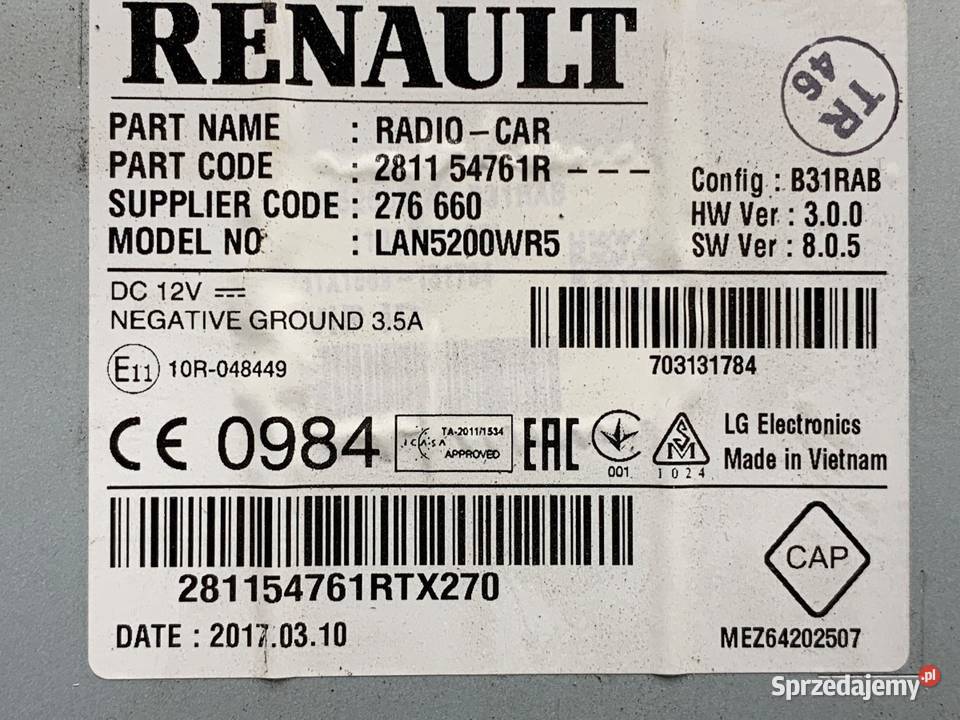 RENAULT
TR
46
PART NAME : RADIO-CAR
PART CODE : 2811 54761R - - -
SUPPLIER CODE : 276 660
MODEL NO : LAN5200WR5
Config : B31RAB
HW Ver : 3.0.0
SW Ver : 8.0.5
DC 12V
NEGATIVE GROUND 3.5A
E11 10R-048449
703131784
CE 0984
TA-2011/1534
ICASA
APPROVED
EAC
001
M
1024
LG Electronics
Made in Vietnam
281154761RTX270
DATE : 2017.03.10
CAP
MEZ64202507
Sprzedajemy.pl